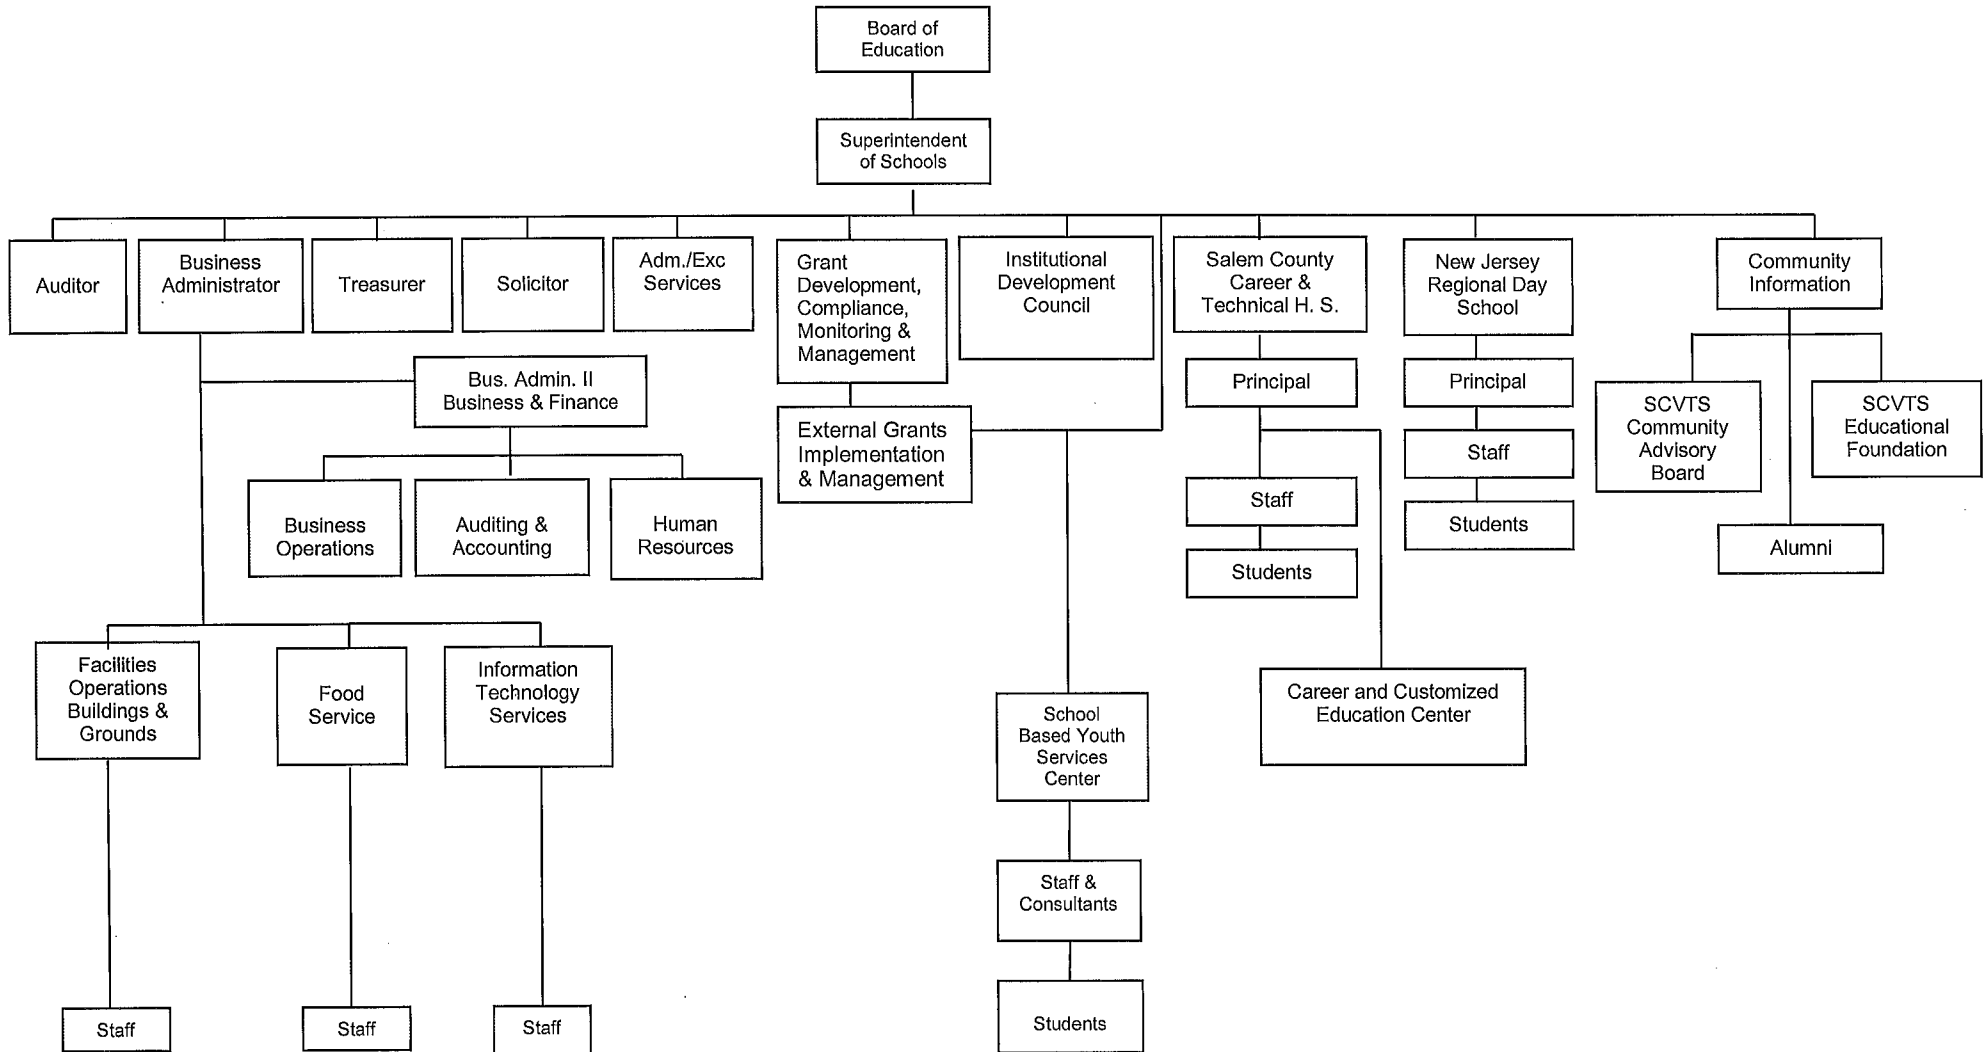 Board of
Education
Superintendent
of Schools
Auditor
Business
Administrator
Treasurer
Solicitor
Adm./Exc
Services
Grant
Development,
Compliance,
Monitoring &
Management
Institutional
Development
Council
Salem County
Career &
Technical H. S.
New Jersey
Regional Day
School
Community
Information
Bus. Admin. II
Business & Finance
External Grants
Implementation
& Management
Principal
Principal
SCVTS
Community
Advisory
Board
SCVTS
Educational
Foundation
Business
Operations
Auditing &
Accounting
Human
Resources
Staff
Students
Staff
Students
Alumni
Facilities
Operations
Buildings &
Grounds
Food
Service
Information
Technology
Services
School
Based Youth
Services
Center
Career and Customized
Education Center
Staff &
Consultants
Staff
Staff
Staff
Students